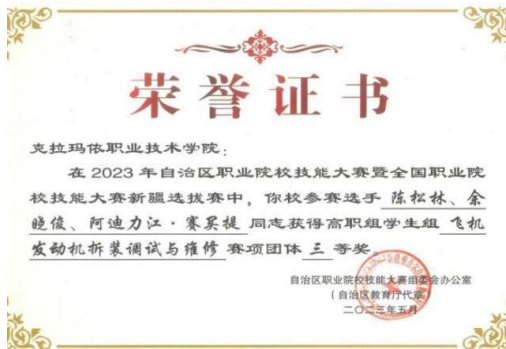 荣誉证书
克拉玛依职业技术学院：
在 2023 年自治区职业院校技能大赛暨全国职业院
校技能大赛新疆选拔赛中，你校参赛选手 陈松林、余
晓俊、阿迪力江·赛买提 同志获得高职组学生组 飞机
发动机拆装调试与维修 赛项团体 三 等奖。
自治区职业院校技能大赛组委会办公室
（自治区教育厅代章）
二〇二三年五月